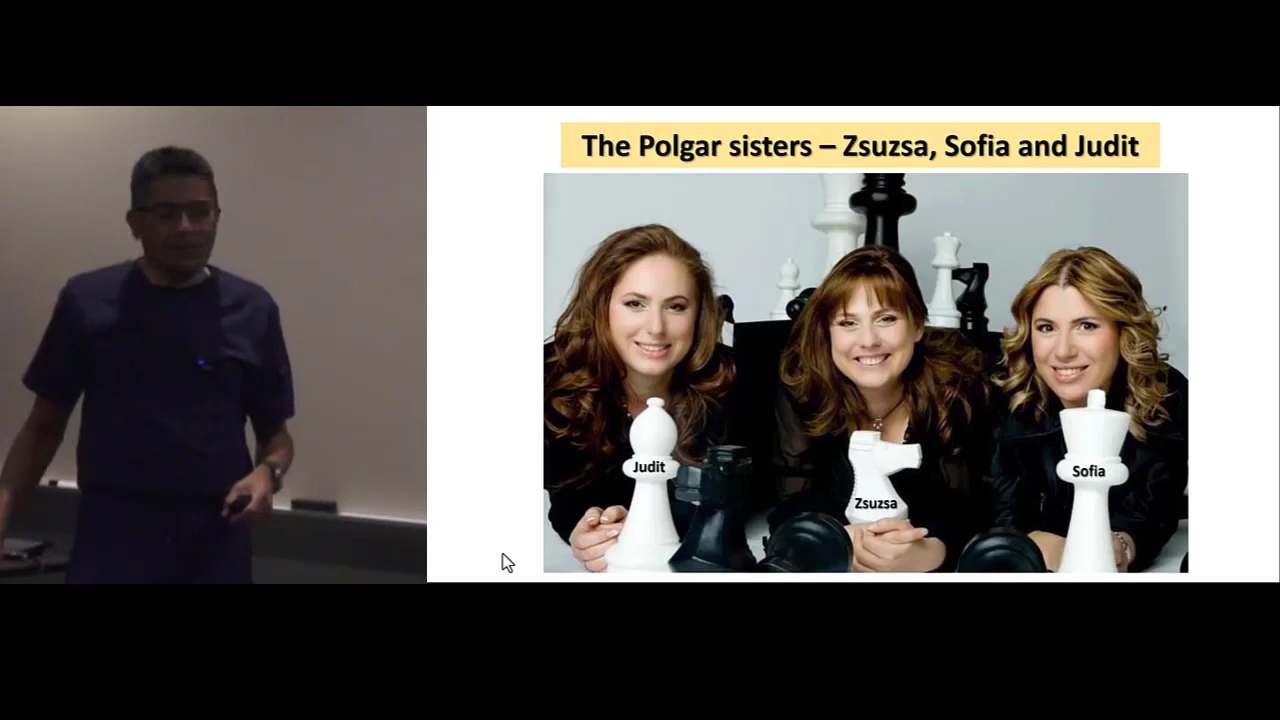 The Polgar sisters – Zsuzsa, Sofia and Judit
Judit
Zsuzsa
Sofia